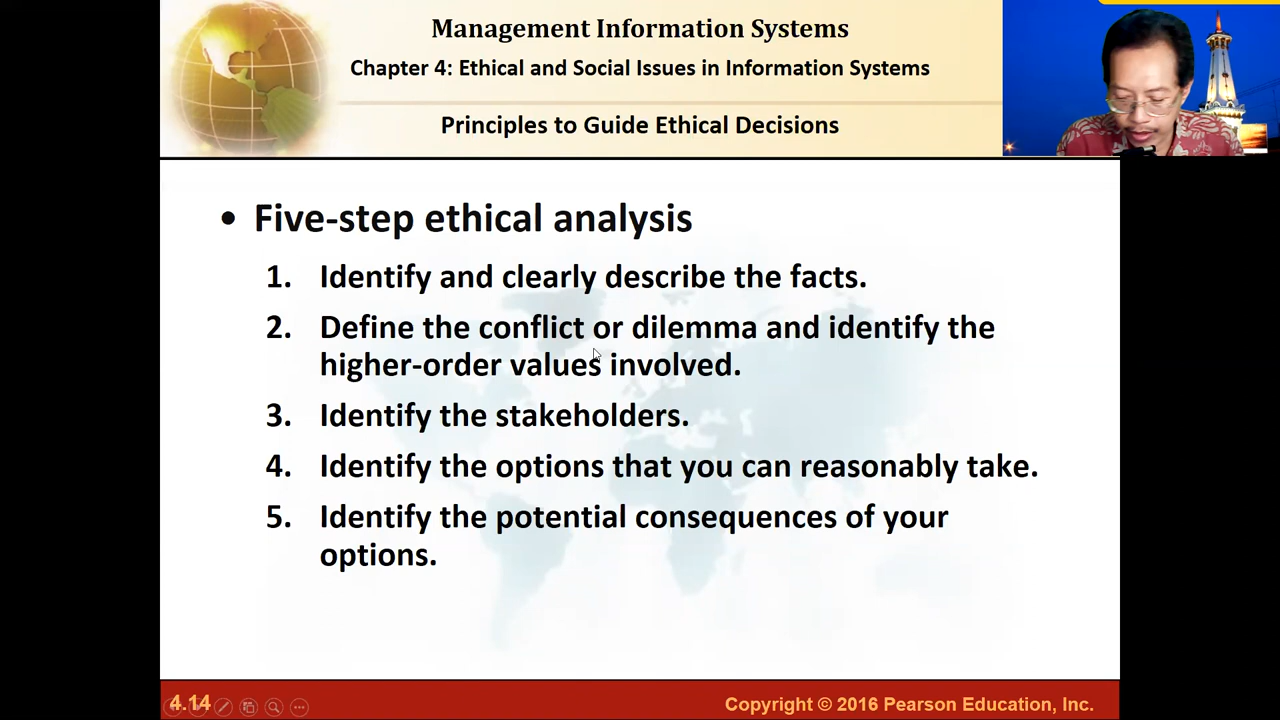 Management Information Systems
Chapter 4: Ethical and Social Issues in Information Systems
Principles to Guide Ethical Decisions
• Five-step ethical analysis
1. Identify and clearly describe the facts.
2. Define the conflict or dilemma and identify the
higher-order values involved.
3. Identify the stakeholders.
4. Identify the options that you can reasonably take.
5. Identify the potential consequences of your
options.
4.14
Copyright © 2016 Pearson Education, Inc.